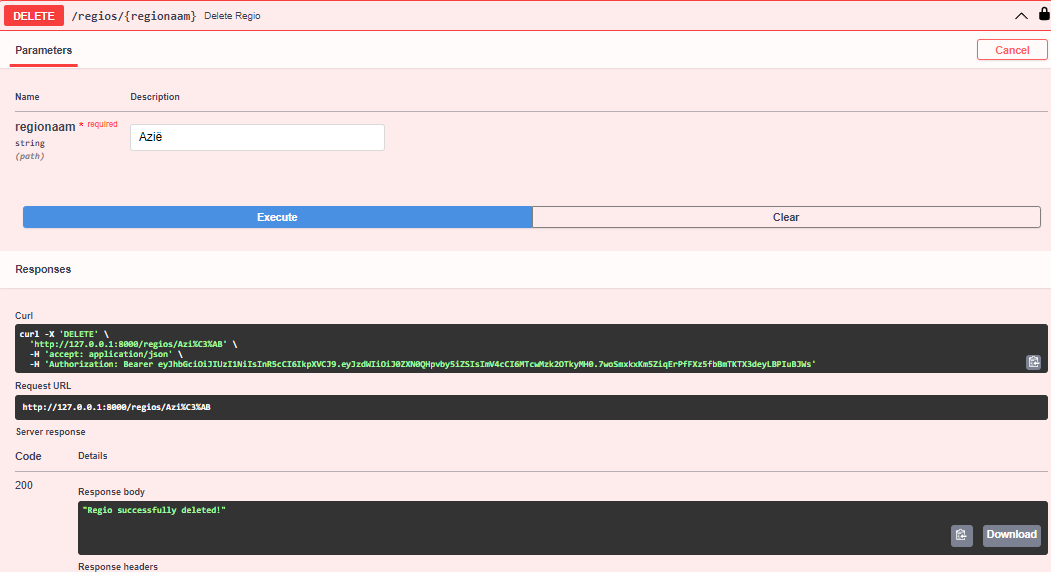 DELETE /regios/{regionaam} Delete Regio
Parameters
Cancel
Name Description
regionaam * required
string
(path)
Azië
Execute Clear
Responses
Curl
curl -X 'DELETE' \
'http://127.0.0.1:8000/regios/Azi%C3%AB' \
-H 'accept: application/json' \
-H 'Authorization: Bearer eyJhbGciOiJIUzI1NiIsInR5cCI6IkpXVCJ9.eyJzdWIiOiJ0ZXN0QHpvby5iZSIsImV4cCI6MTcwMzk2OTkyMH0.7woSmxkxKm5ZiqErPfFXz5fbBmTKTX3deyLBPIuBJWs'
Request URL
http://127.0.0.1:8000/regios/Azi%C3%AB
Server response
Code Details
200
Response body
"Regio successfully deleted!"
Download
Response headers